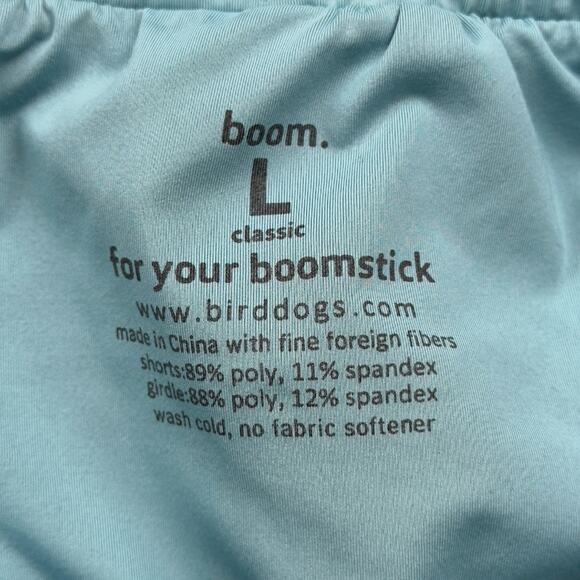 boom.
L
classic
for your boomstick
www.birddogs.com
made in China with fine foreign fibers
shorts:89% poly, 11% spandex
girdle:88% poly, 12% spandex
wash cold, no fabric softener